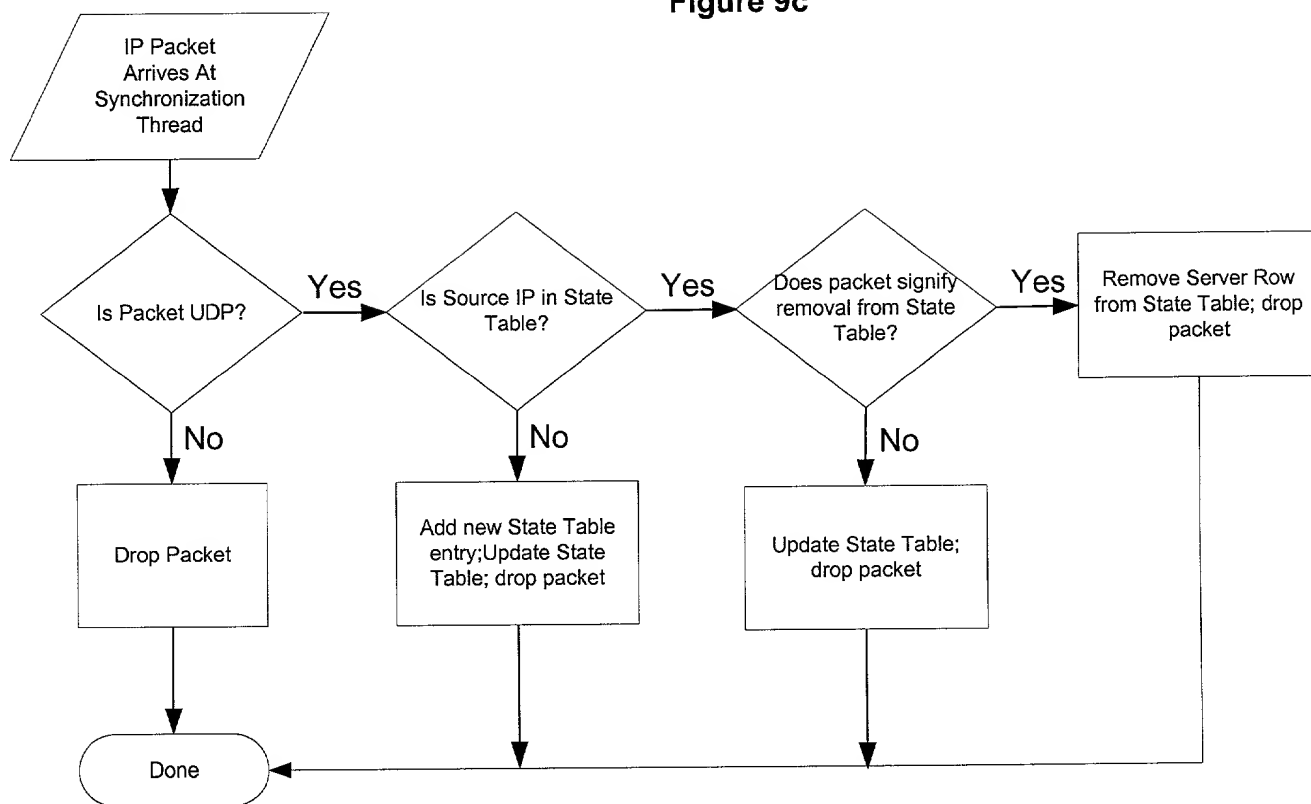 Figure 9c
IP Packet
Arrives At
Synchronization
Thread
Is Packet UDP?
Yes
Is Source IP in State
Table?
Yes
Does packet signify
removal from State
Table?
Yes
Remove Server Row
from State Table; drop
packet
No
No
No
Drop Packet
Add new State Table
entry;Update State
Table; drop packet
Update State Table;
drop packet
Done